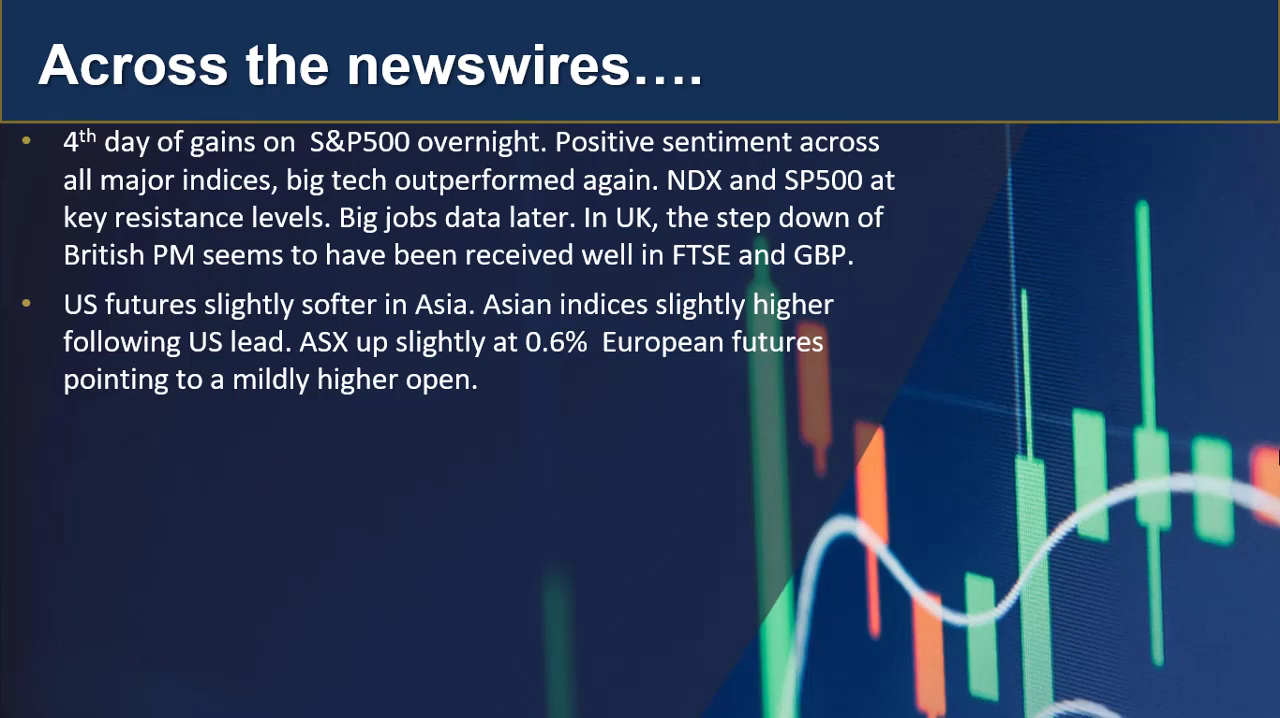 Across the newswires….
• 4th day of gains on  S&P500 overnight. Positive sentiment across
all major indices, big tech outperformed again. NDX and SP500 at
key resistance levels. Big jobs data later. In UK, the step down of
British PM seems to have been received well in FTSE and GBP.
• US futures slightly softer in Asia. Asian indices slightly higher
following US lead. ASX up slightly at 0.6%  European futures
pointing to a mildly higher open.